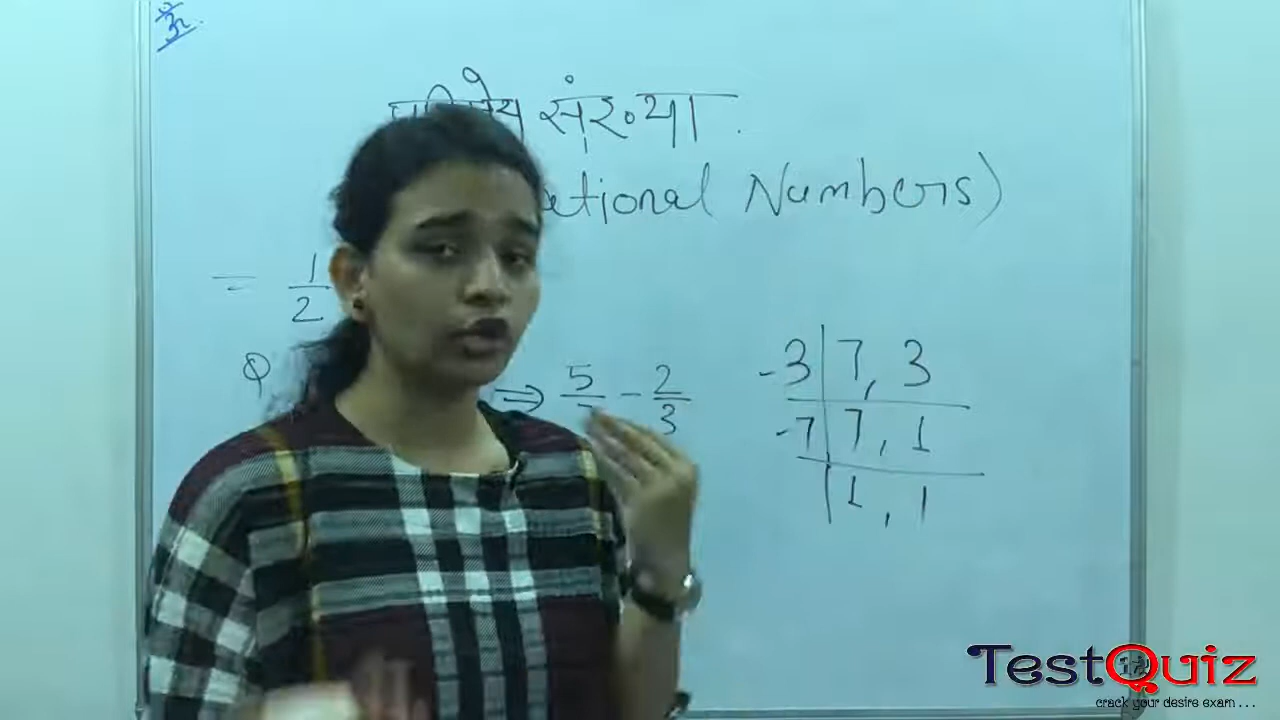 संख्या
Numbers)
= 1/2
Q
⇒ 5/ - 2/3
-3 | 7, 3
-7 | 7, 1
| 1, 1
TestQuiz
crack your desire exam ...